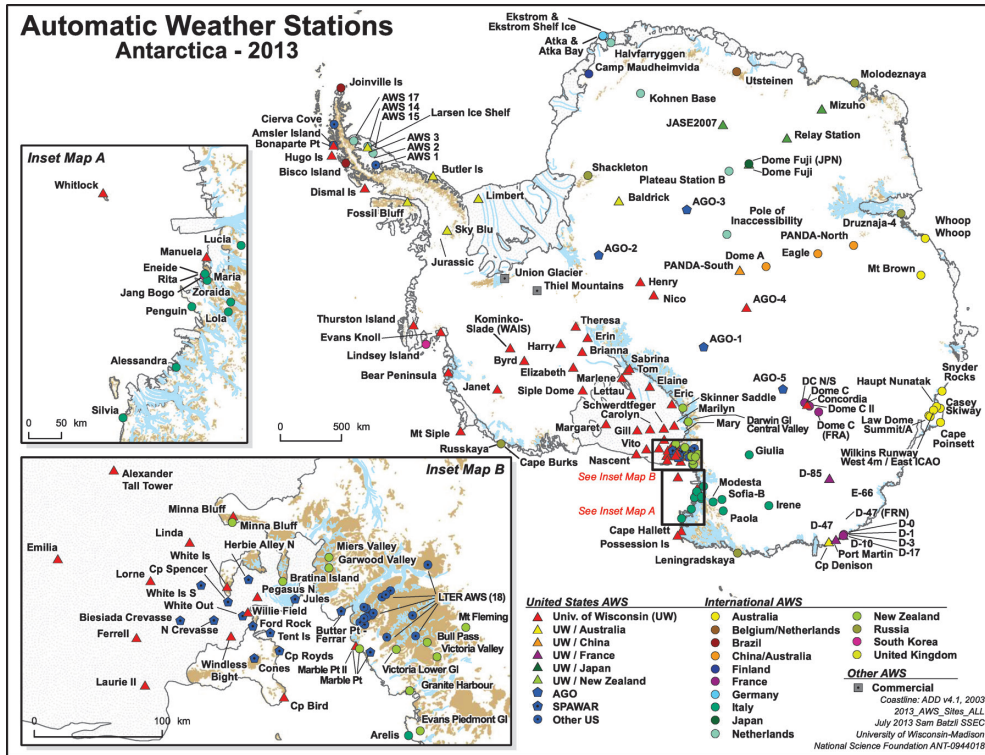 Automatic Weather Stations
Antarctica - 2013
Ekstrom &
Ekstrom Shelf Ice
Atka &
Atka Bay
Halvfarryggen
Camp Maudheimvida
Utsteinen
Molodeznaya
Kohnen Base
Mizuho
JASE2007
Relay Station
Joinville Is
AWS 17
AWS 14
AWS 15
Larsen Ice Shelf
Cierva Cove
Amsler Island
Bonaparte Pt
Hugo Is
Bisco Island
AWS 3
AWS 2
AWS 1
Butler Is
Dismal Is
Fossil Bluff
Limbert
Sky Blu
Jurassic
Shackleton
Baldrick
Dome Fuji (JPN)
Dome Fuji
Plateau Station B
AGO-3
Pole of
Inaccessibility
Druznaja-4
Whoop
Whoop
PANDA-North
Dome A
Eagle
PANDA-South
Mt Brown
AGO-2
Union Glacier
Thiel Mountains
Henry
Nico
AGO-4
Thurston Island
Evans Knoll
Lindsey Island
Bear Peninsula
Kominko-
Slade (WAIS)
Theresa
Harry
Erin
Brianna
Byrd
Elizabeth
Janet
Siple Dome
Marlene
Lettau
Sabrina
Tom
Elaine
Eric
Schwerdtfeger
Carolyn
Margaret
Gill
Vito
Nascent
Mt Siple
Russkaya
Cape Burks
AGO-1
AGO-5
Skinner Saddle
Marilyn
Mary
Darwin Gl
Central Valley
DC N/S
Dome C
Concordia
Dome C II
Dome C
(FRA)
Snyder
Rocks
Haupt Nunatak
Casey
Skiway
Law Dome
Summit/A
Cape
Poinsett
Wilkins Runway
West 4m / East ICAO
Giulia
D-85
See Inset Map B
See Inset Map A
Modesta
Sofia-B
Paola
Irene
Cape Hallett
Possession Is
Leningradskaya
E-66
D-47 (FRN)
D-47
D-0
D-1
D-10
D-3
D-17
Port Martin
Cp Denison
0
500
km
Inset Map A
Whitlock
Lucia
Manuela
Eneide
Rita
Maria
Jang Bogo
Zoraida
Penguin
Lola
Alessandra
Silvia
0
50
km
Inset Map B
Alexander
Tall Tower
Minna Bluff
Minna Bluff
Linda
Emilia
Herbie Alley N
White Is
Cp Spencer
Miers Valley
Garwood Valley
Bratina Island
Lorne
Pegasus N.
White Is S
Jules
White Out
Willie Field
LTER AWS (18)
Biesiada Crevasse
Ford Rock
Butter Pt
Ferrar
Mt Fleming
N Crevasse
Tent Is
Bull Pass
Ferrell
Victoria Valley
Cp Royds
Windless
Bight
Cones
Marble Pt II
Marble Pt
Victoria Lower Gl
Laurie II
Granite Harbour
Cp Bird
Evans Piedmont Gl
Arelis
0
100
km
United States AWS
Univ. of Wisconsin (UW)
UW / Australia
UW / China
UW / France
UW / Japan
UW / New Zealand
AGO
SPAWAR
Other US
International AWS
Australia
Belgium/Netherlands
Brazil
China/Australia
Finland
France
Germany
Italy
Japan
Netherlands
New Zealand
Russia
South Korea
United Kingdom
Other AWS
Commercial
Coastline: ADD v4.1, 2003
2013_AWS_Sites_ALL
July 2013 Sam Batzli SSEC
University of Wisconsin-Madison
National Science Foundation ANT-0944018